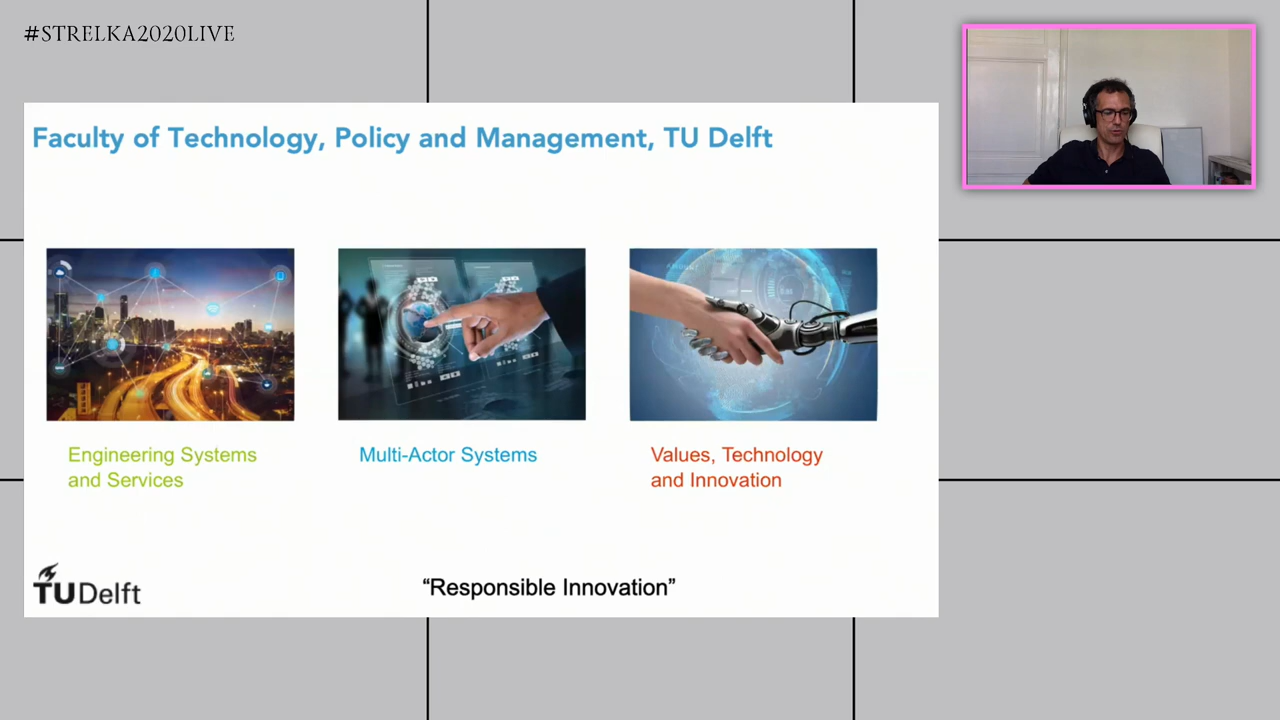 #STRELKA2020LIVE
Faculty of Technology, Policy and Management, TU Delft
Engineering Systems
and Services
Multi-Actor Systems
Values, Technology
and Innovation
TUDelft
“Responsible Innovation”